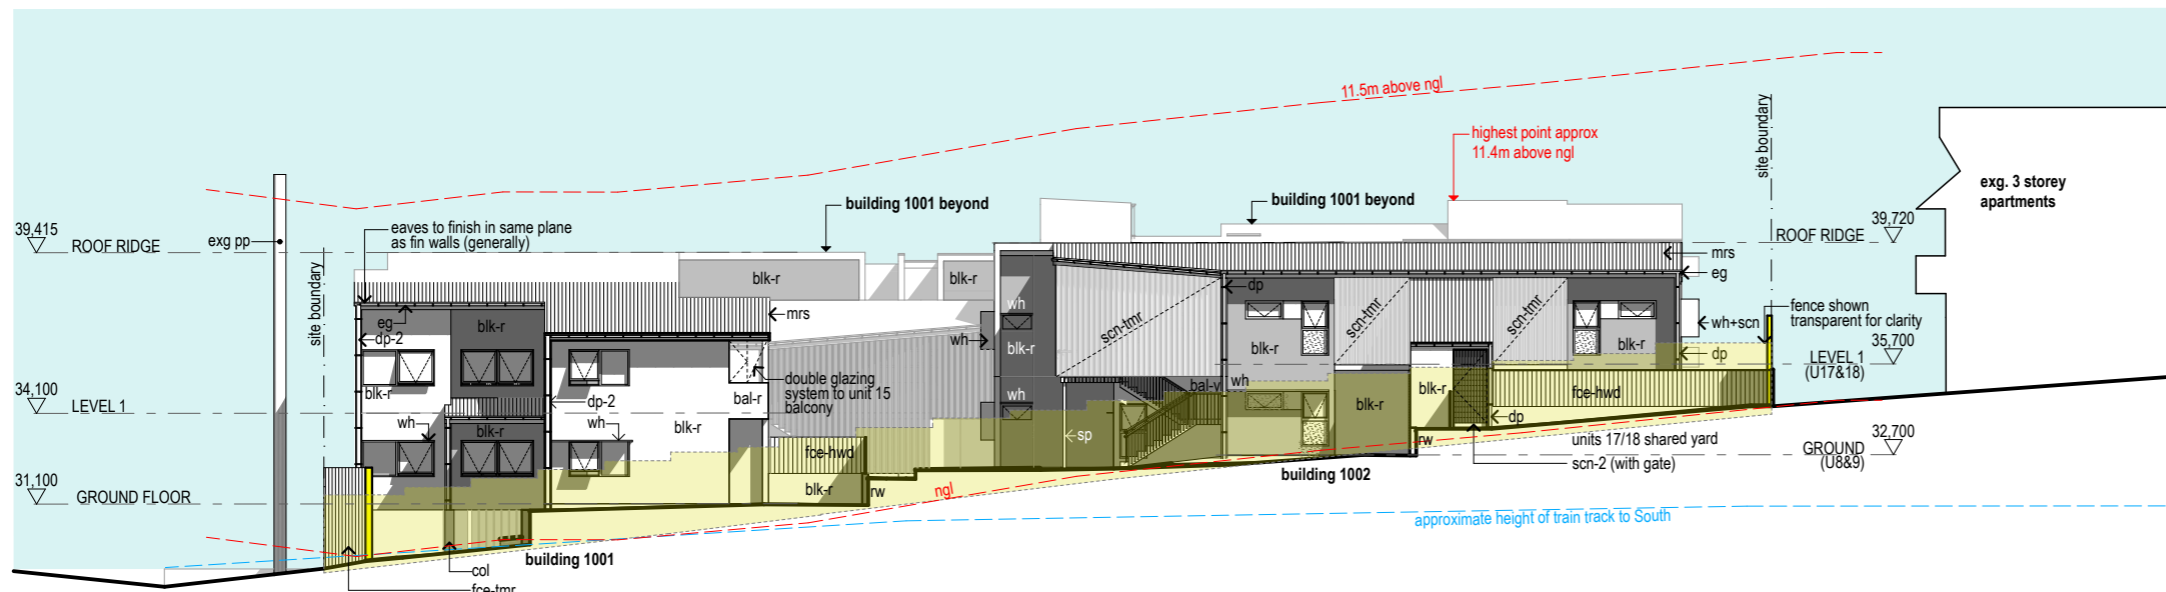 11.5m above ngl
highest point approx
11.4m above ngl
site boundary
exg. 3 storey
apartments
building 1001 beyond
building 1001 beyond
39,415
ROOF RIDGE
exg pp
eaves to finish in same plane
as fin walls (generally)
39,720
ROOF RIDGE
mrs
eg
site boundary
blk-r
blk-r
wh
dp
scn-tmr
scn-tmr
scn-tmr
fence shown
transparent for clarity
wh+scn
eg
blk-r
mrs
dp-2
wh
blk-r
blk-r
blk-r
dp
35,700
LEVEL 1
(U17&18)
34,100
LEVEL 1
blk-r
double glazing
system to unit 15
balcony
bal-r
dp-2
wh
bal-v
wh
blk-r
blk-r
fce-hwd
dp
wh
blk-r
wh
blk-r
fce-hwd
sp
rw
units 17/18 shared yard
32,700
GROUND
(U8&9)
scn-2 (with gate)
31,100
GROUND FLOOR
blk-r
rw
ngl
building 1002
approximate height of train track to South
building 1001
col
fce-tmr